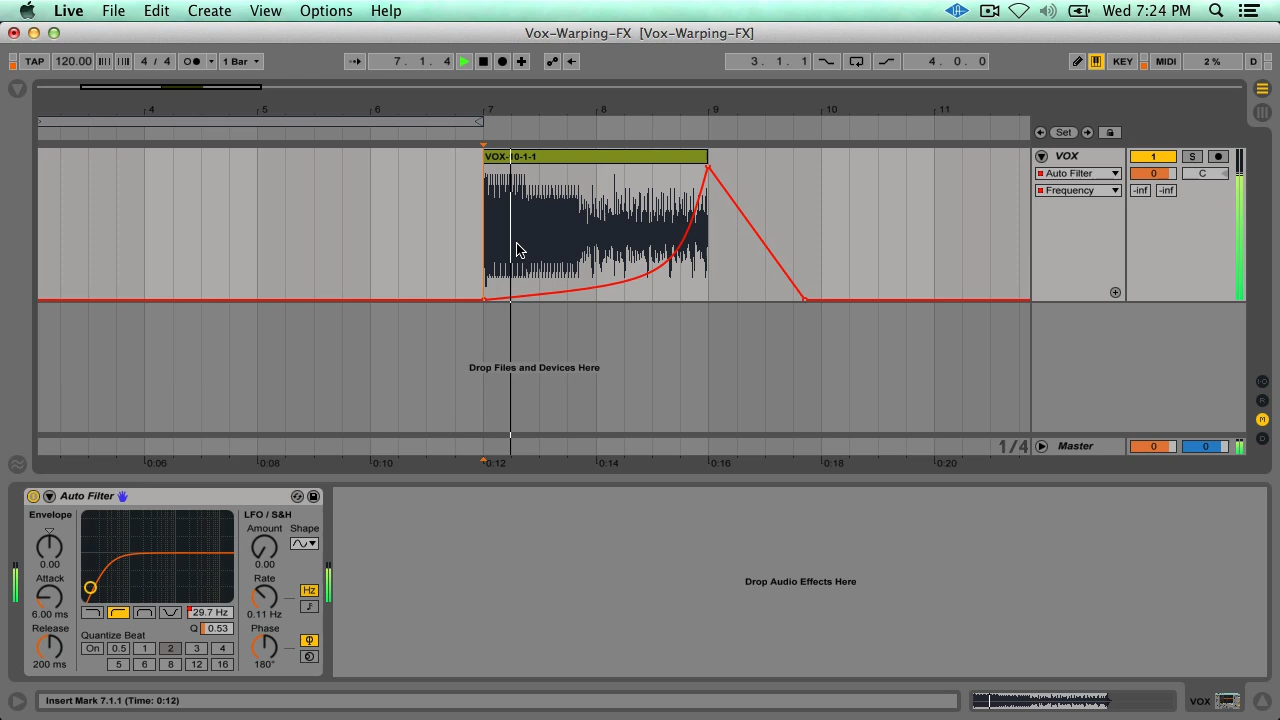 Live File Edit Create View Options Help Wed 7:24 PM
Vox-Warping-FX [Vox-Warping-FX]
TAP 120.00 4 / 4 1 Bar 7. 1. 4 3. 1. 1 4. 0. 0 KEY MIDI 2 % D
4 5 6 7 8 9 10 11
Set
VOX-10-1-1
VOX 1 S
Auto Filter 0 C
Frequency -inf -inf
Drop Files and Devices Here
1/4 Master 0 0
0:06 0:08 0:10 0:12 0:14 0:16 0:18 0:20
Auto Filter
Envelope
0.00
Attack
6.00 ms
Release
200 ms
29.7 Hz
Q 0.53
Quantize Beat
On 0.5 1 2 3 4
5 6 8 12 16
LFO / S&H
Amount Shape
0.00
Rate
Hz
0.11 Hz
Phase
180°
Drop Audio Effects Here
Insert Mark 7.1.1 (Time: 0:12)
VOX